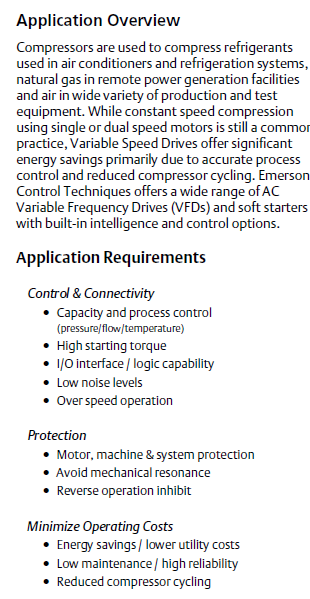 Application Overview
Compressors are used to compress refrigerants
used in air conditioners and refrigeration systems,
natural gas in remote power generation facilities
and air in wide variety of production and test
equipment. While constant speed compression
using single or dual speed motors is still a common
practice, Variable Speed Drives offer significant
energy savings primarily due to accurate process
control and reduced compressor cycling. Emerson
Control Techniques offers a wide range of AC
Variable Frequency Drives (VFDs) and soft starters
with built-in intelligence and control options.
Application Requirements
Control & Connectivity
• Capacity and process control
(pressure/flow/temperature)
• High starting torque
• I/O interface / logic capability
• Low noise levels
• Over speed operation
Protection
• Motor, machine & system protection
• Avoid mechanical resonance
• Reverse operation inhibit
Minimize Operating Costs
• Energy savings / lower utility costs
• Low maintenance / high reliability
• Reduced compressor cycling